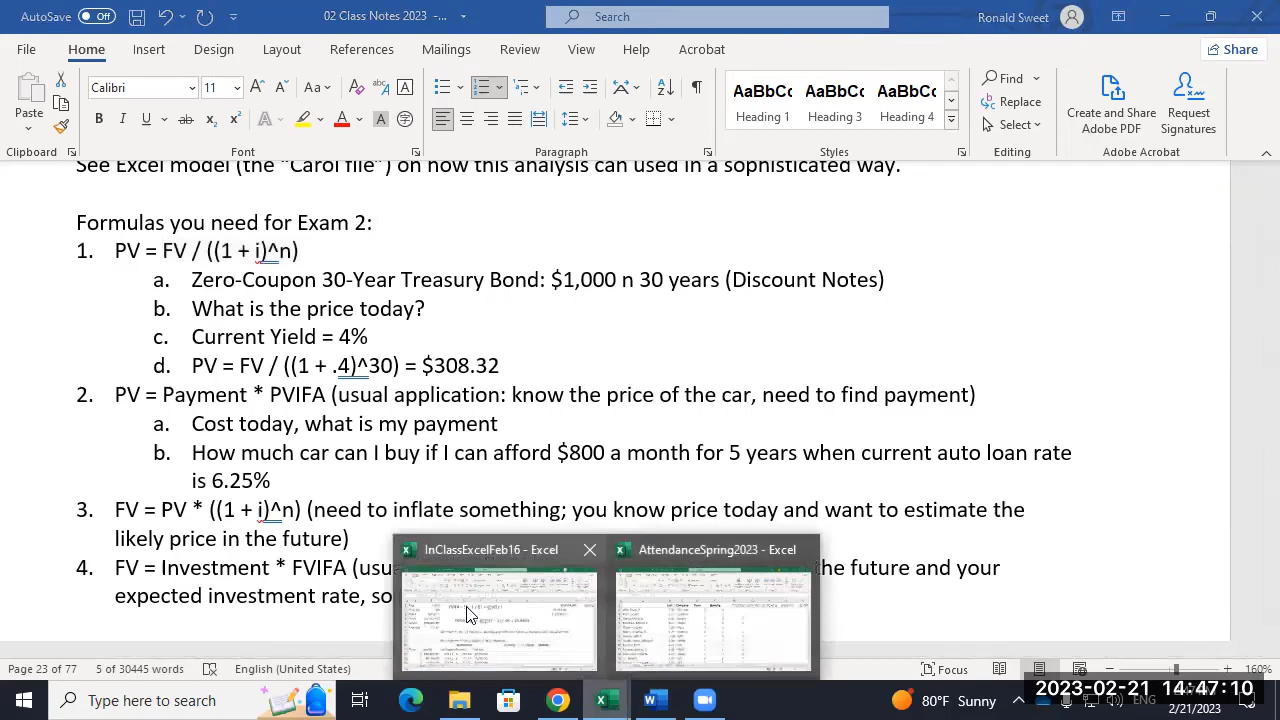 AutoSave Off 02 Class Notes 2023 -... Search Ronald Sweet
File Home Insert Design Layout References Mailings Review View Help Acrobat Share
Paste Calibri 11 Aa Find Replace Select
AaBbCc AaBbCc AaBbCc
Heading 1 Heading 3 Heading 4
Create and Share Adobe PDF
Request Signatures
Clipboard Font Paragraph Styles Editing Adobe Acrobat
See Excel model (the "Carol file") on how this analysis can used in a sophisticated way.
Formulas you need for Exam 2:
1. PV = FV / ((1 + i)^n)
a. Zero-Coupon 30-Year Treasury Bond: $1,000 n 30 years (Discount Notes)
b. What is the price today?
c. Current Yield = 4%
d. PV = FV / ((1 + .4)^30) = $308.32
2. PV = Payment * PVIFA (usual application: know the price of the car, need to find payment)
a. Cost today, what is my payment
b. How much car can I buy if I can afford $800 a month for 5 years when current auto loan rate
is 6.25%
3. FV = PV * ((1 + i)^n) (need to inflate something; you know price today and want to estimate the
likely price in the future)
InClassExcelFeb16 - Excel AttendanceSpring2023 - Excel
4. FV = Investment * FVIFA (usu the future and your
expected investment rate, so
English (United States) Focus
Type here to search 80°F Sunny ENG
2023-02-21 14:47:10
2/21/2023